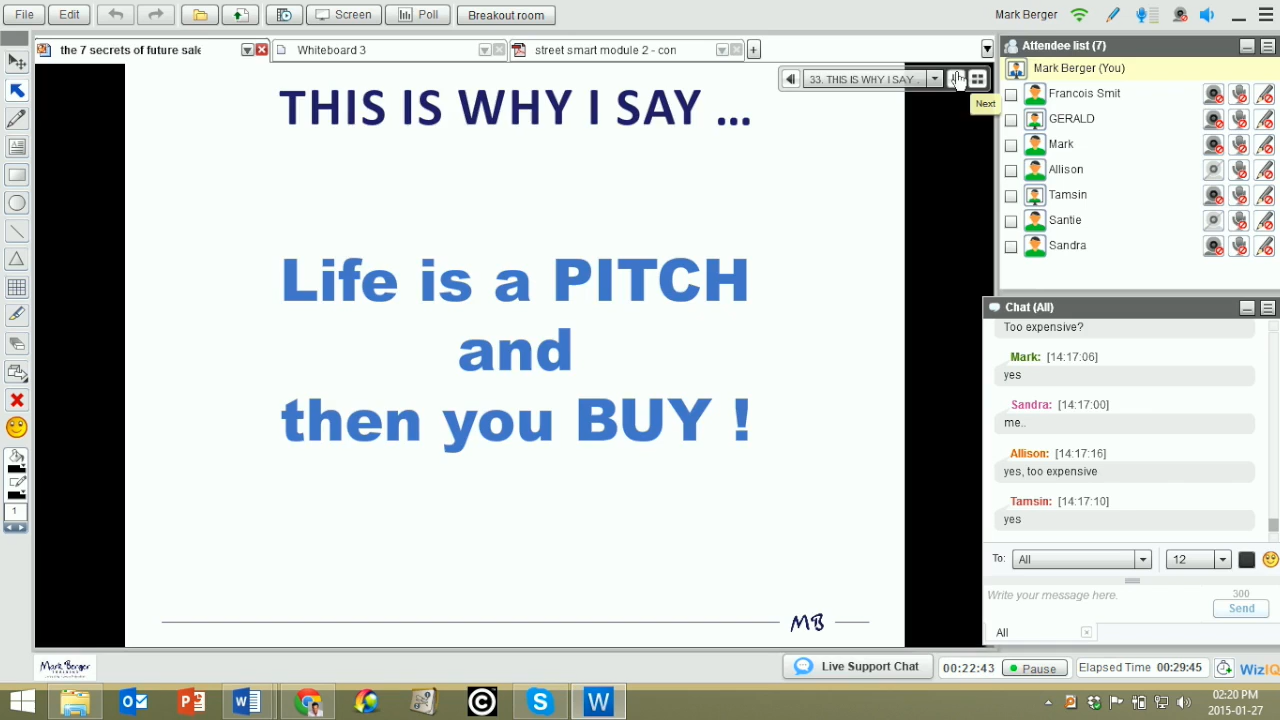 File Edit Screen Poll Breakout room Mark Berger
the 7 secrets of future sale Whiteboard 3 street smart module 2 - con
33. THIS IS WHY I SAY ...
Next
THIS IS WHY I SAY ...
Life is a PITCH
and
then you BUY !
MB
Attendee list (7)
Mark Berger (You)
Francois Smit
GERALD
Mark
Allison
Tamsin
Santie
Sandra
Chat (All)
Too expensive?
Mark: [14:17:06]
yes
Sandra: [14:17:00]
me..
Allison: [14:17:16]
yes, too expensive
Tamsin: [14:17:10]
yes
To: All 12
Write your message here. 300
Send
All
1
Mark Berger
Live Support Chat 00:22:43 Pause Elapsed Time 00:29:45 WizIQ
02:20 PM
2015-01-27